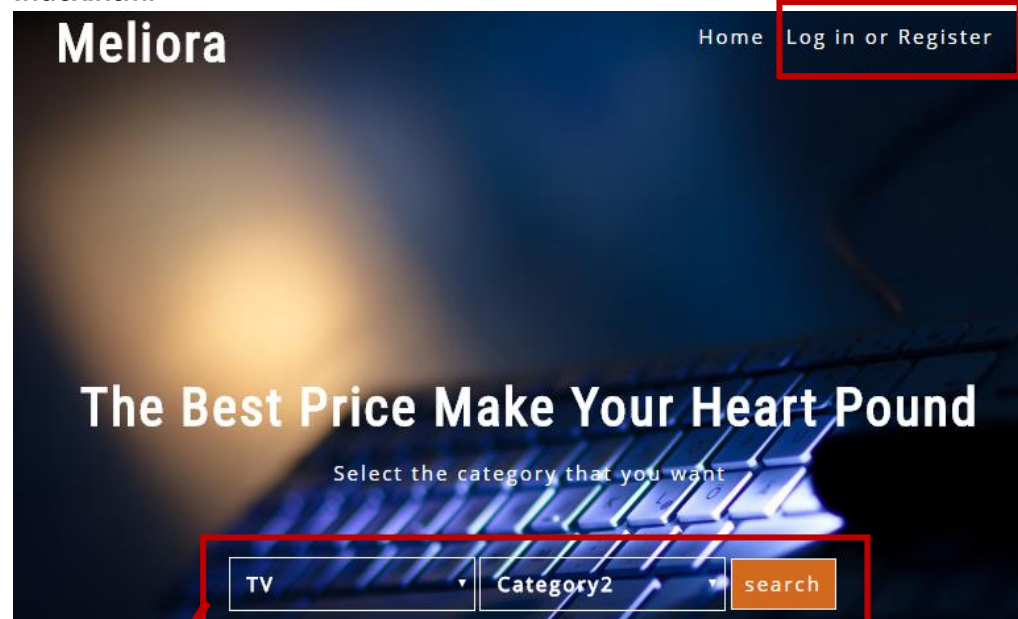 Meliora
Home Log in or Register
The Best Price Make Your Heart Pound
Select the category that you want
TV Category2 search